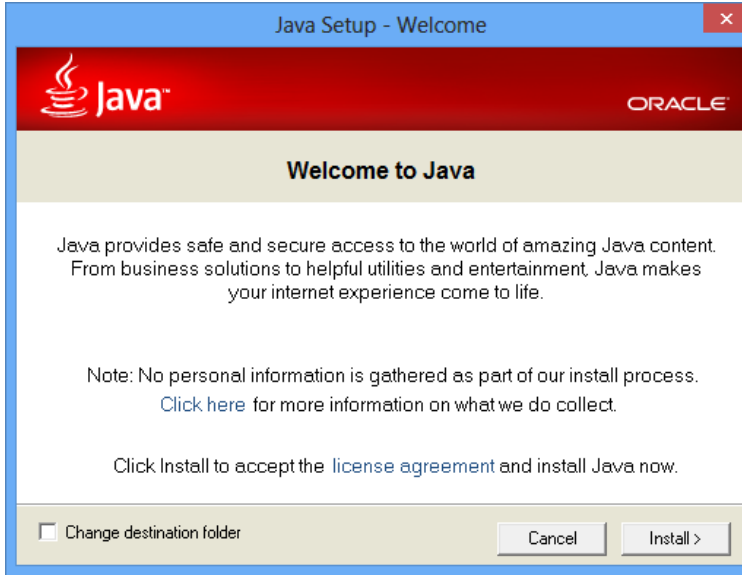 Java Setup - Welcome
Java™
ORACLE
Welcome to Java
Java provides safe and secure access to the world of amazing Java content.
From business solutions to helpful utilities and entertainment, Java makes
your internet experience come to life.
Note: No personal information is gathered as part of our install process.
Click here for more information on what we do collect.
Click Install to accept the license agreement and install Java now.
Change destination folder
Cancel
Install >